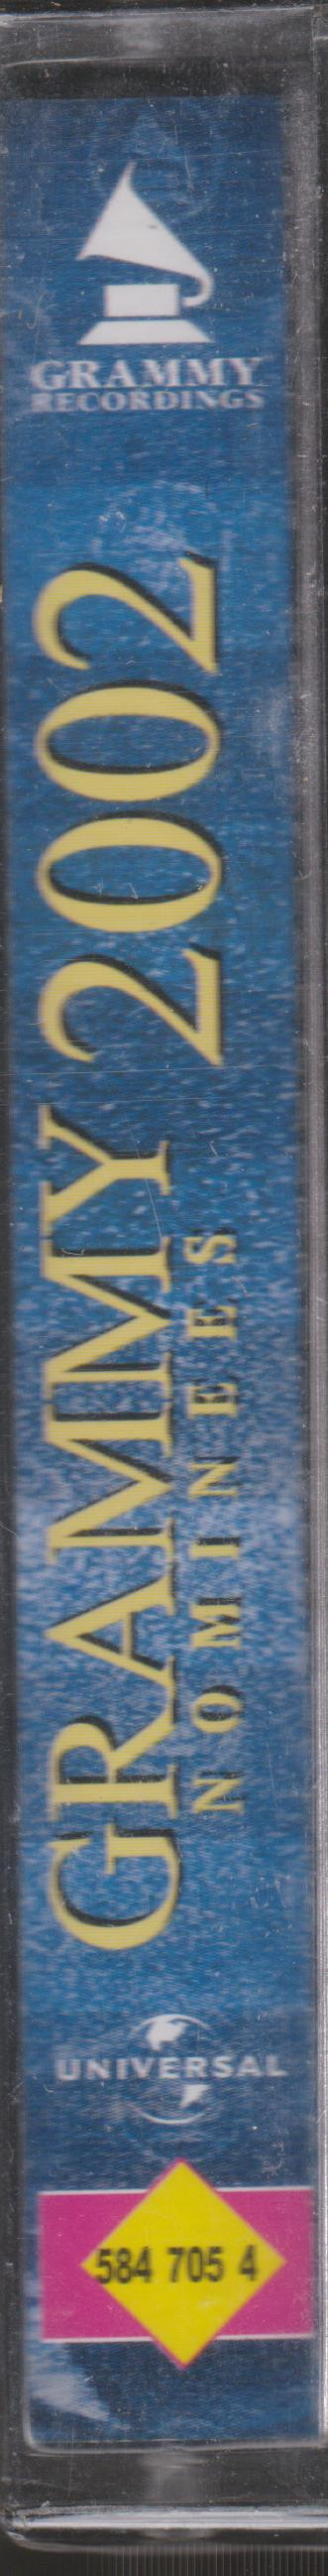 GRAMMY
RECORDINGS
GRAMMY 2002
NOMINEES
UNIVERSAL
584 705 4